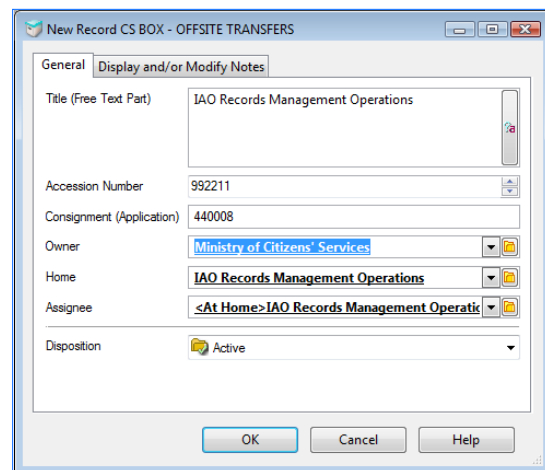 New Record CS BOX - OFFSITE TRANSFERS
General Display and/or Modify Notes
Title (Free Text Part) IAO Records Management Operations
Accession Number 992211
Consignment (Application) 440008
Owner Ministry of Citizens' Services
Home IAO Records Management Operations
Assignee <At Home>IAO Records Management Operatic
Disposition Active
OK Cancel Help